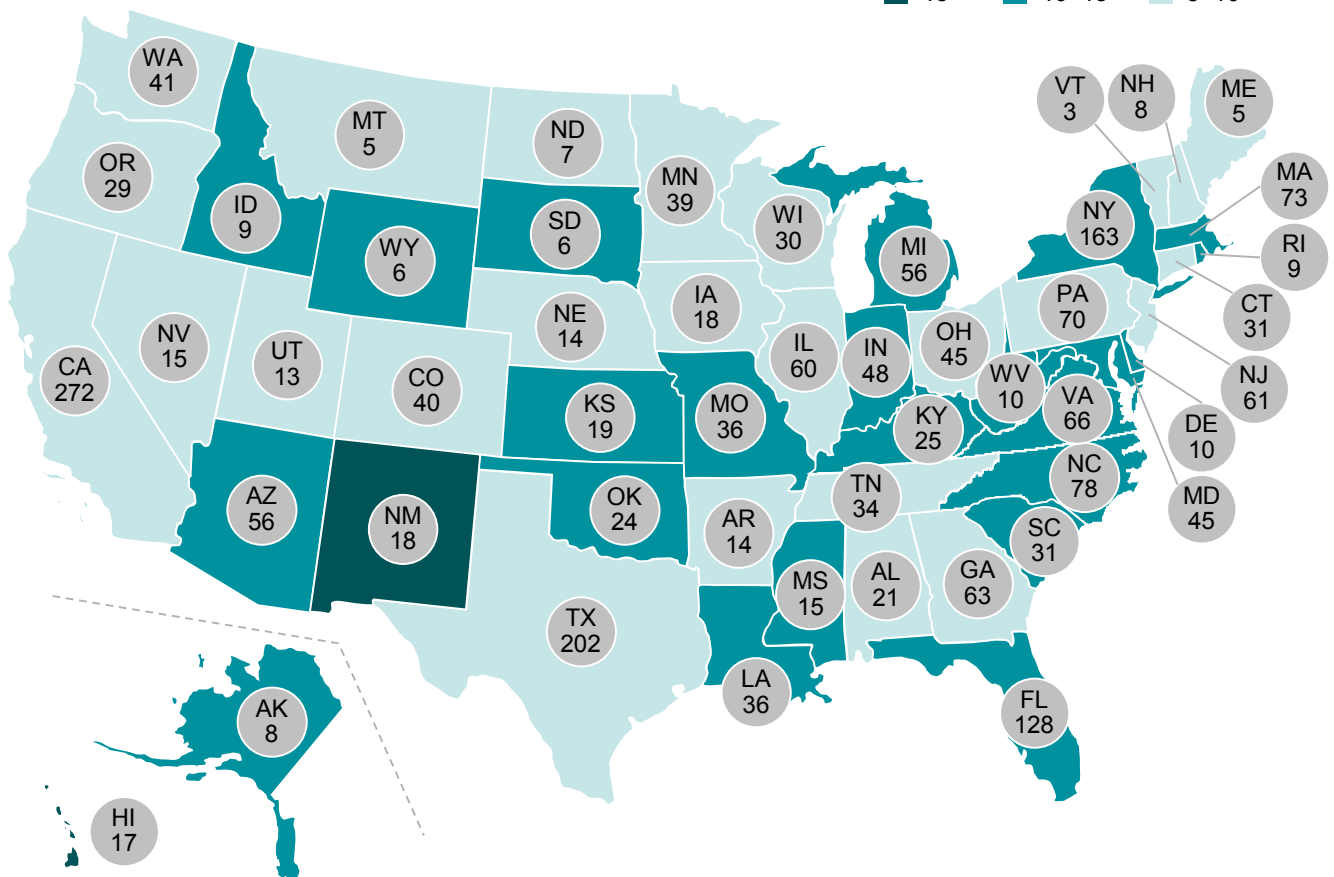 WA
41
OR
29
CA
272
NV
15
ID
9
MT
5
WY
6
UT
13
CO
40
AZ
56
NM
18
ND
7
SD
6
NE
14
KS
19
OK
24
TX
202
MN
39
IA
18
MO
36
AR
14
LA
36
WI
30
IL
60
MI
56
IN
48
OH
45
KY
25
TN
34
MS
15
AL
21
GA
63
FL
128
SC
31
NC
78
VA
66
WV
10
PA
70
NY
163
VT
3
NH
8
ME
5
MA
73
RI
9
CT
31
NJ
61
DE
10
MD
45
AK
8
HI
17